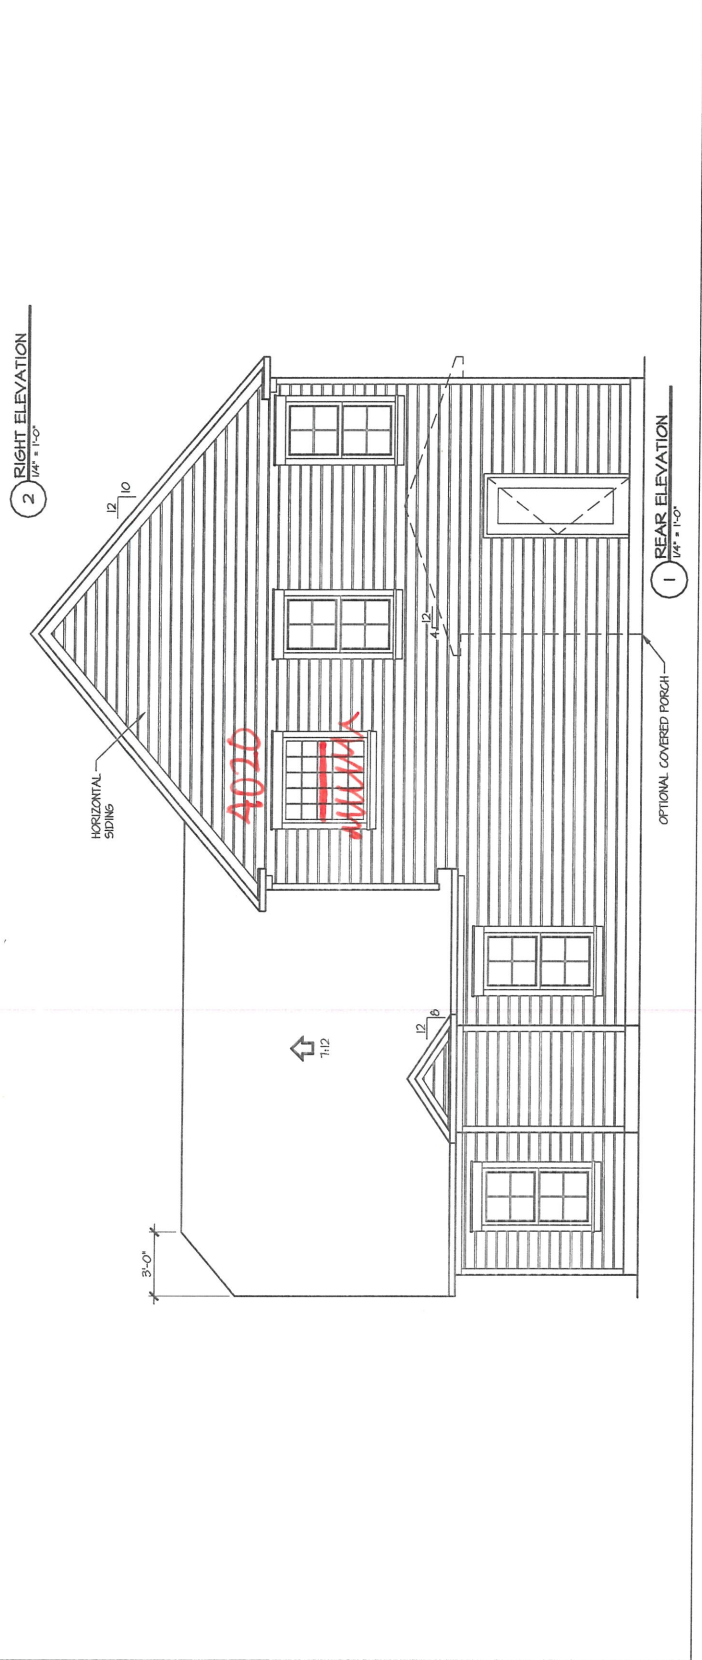 2
RIGHT ELEVATION
1/4" = 1'-0"
12
10
HORIZONTAL
SIDING
A020
3'-0"
7:12
12
8
12
4
OPTIONAL COVERED PORCH
1
REAR ELEVATION
1/4" = 1'-0"